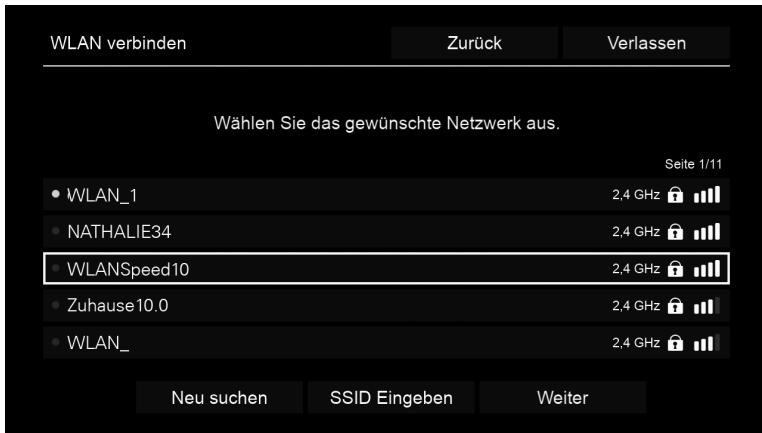 WLAN verbinden Zurück Verlassen
Wählen Sie das gewünschte Netzwerk aus.
Seite 1/11
WLAN_1 2,4 GHz
NATHALIE34 2,4 GHz
WLANSpeed10 2,4 GHz
Zuhause10.0 2,4 GHz
WLAN_ 2,4 GHz
Neu suchen SSID Eingeben Weiter